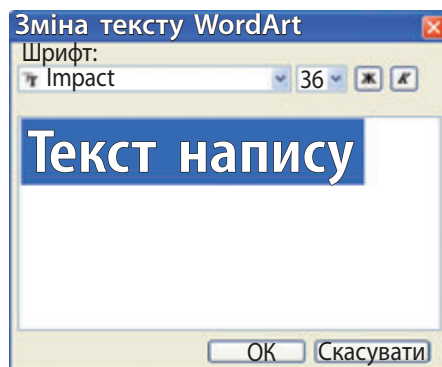 Зміна тексту WordArt
Шрифт:
Impact 36 Ж К
Текст напису
ОК Скасувати